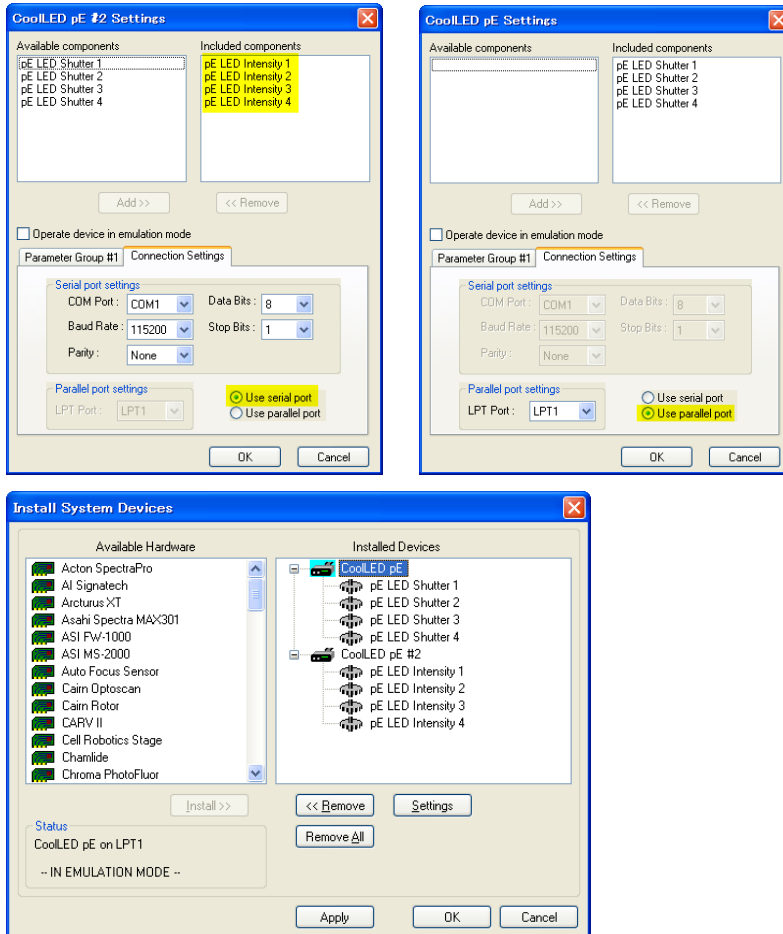 CoolLED pE #2 Settings
Available components
Included components
pE LED Shutter 1
pE LED Shutter 2
pE LED Shutter 3
pE LED Shutter 4
pE LED Intensity 1
pE LED Intensity 2
pE LED Intensity 3
pE LED Intensity 4
Add >>
<< Remove
Operate device in emulation mode
Parameter Group #1
Connection Settings
Serial port settings
COM Port : COM1
Data Bits : 8
Baud Rate : 115200
Stop Bits : 1
Parity : None
Parallel port settings
LPT Port : LPT1
Use serial port
Use parallel port
OK
Cancel
CoolLED pE Settings
Available components
Included components
pE LED Shutter 1
pE LED Shutter 2
pE LED Shutter 3
pE LED Shutter 4
Add >>
<< Remove
Operate device in emulation mode
Parameter Group #1
Connection Settings
Serial port settings
COM Port : COM1
Data Bits : 8
Baud Rate : 115200
Stop Bits : 1
Parity : None
Parallel port settings
LPT Port : LPT1
Use serial port
Use parallel port
OK
Cancel
Install System Devices
Available Hardware
Acton SpectraPro
AI Signatech
Arcturus XT
Asahi Spectra MAX301
ASI FW-1000
ASI MS-2000
Auto Focus Sensor
Cairn Optoscan
Cairn Rotor
CARV II
Cell Robotics Stage
Chamlide
Chroma PhotoFluor
Installed Devices
CoolLED pE
pE LED Shutter 1
pE LED Shutter 2
pE LED Shutter 3
pE LED Shutter 4
CoolLED pE #2
pE LED Intensity 1
pE LED Intensity 2
pE LED Intensity 3
pE LED Intensity 4
Install >>
<< Remove
Settings
Remove All
Status
CoolLED pE on LPT1
-- IN EMULATION MODE --
Apply
OK
Cancel